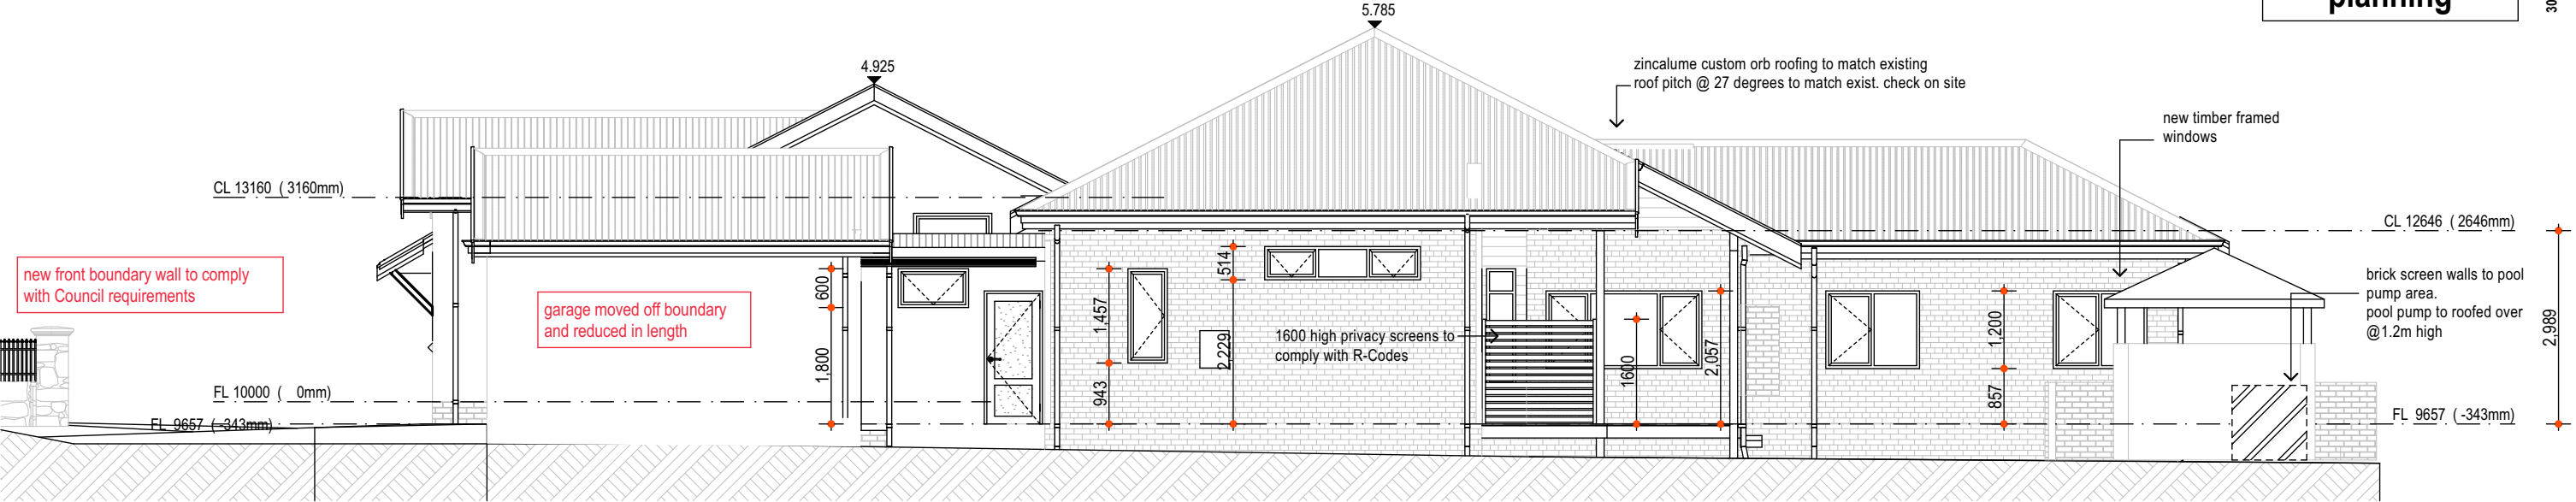 planning
30
5.785
4.925
zincalume custom orb roofing to match existing
roof pitch @ 27 degrees to match exist. check on site
new timber framed
windows
CL 13160 ( 3160mm)
CL 12646 ( 2646mm)
new front boundary wall to comply
with Council requirements
garage moved off boundary
and reduced in length
brick screen walls to pool
pump area.
pool pump to roofed over
@1.2m high
1600 high privacy screens to
comply with R-Codes
600
1,800
1,457
943
514
2,229
1600
2,057
1,200
857
2,989
FL 10000 ( 0mm)
FL 9657 ( -343mm)
FL 9657 ( -343mm)